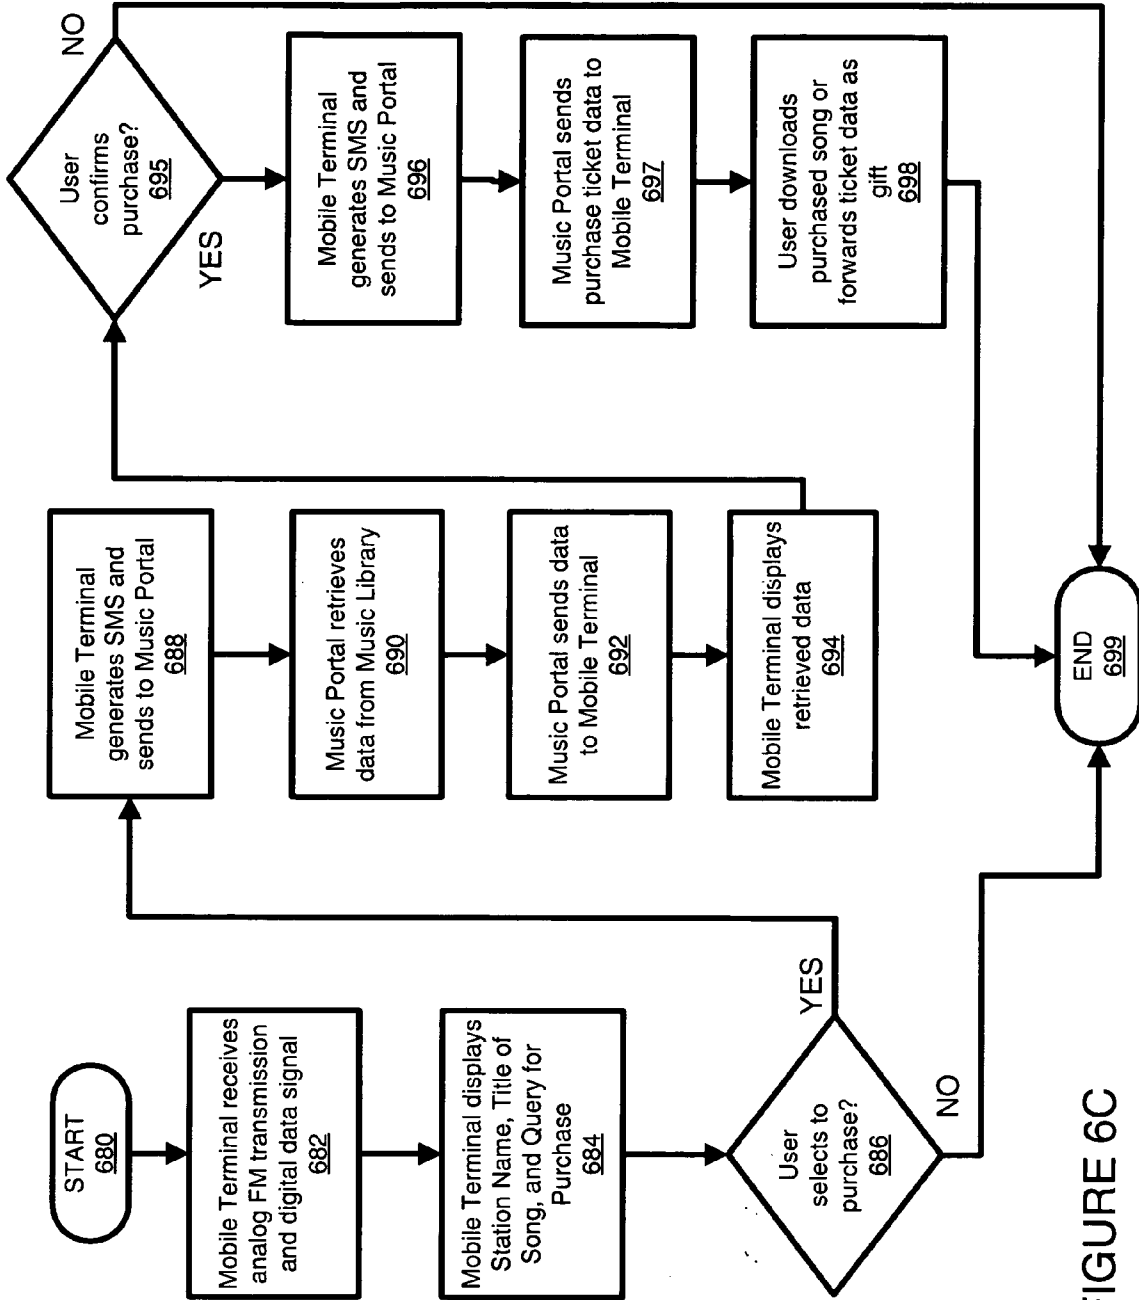 START
680
Mobile Terminal receives
analog FM transmission
and digital data signal
682
Mobile Terminal displays
Station Name, Title of
Song, and Query for
Purchase
684
User
selects to
purchase?
686
YES
NO
Mobile Terminal
generates SMS and
sends to Music Portal
688
Music Portal retrieves
data from Music Library
690
Music Portal sends data
to Mobile Terminal
692
Mobile Terminal displays
retrieved data
694
User
confirms
purchase?
695
NO
YES
Mobile Terminal
generates SMS and
sends to Music Portal
696
Music Portal sends
purchase ticket data to
Mobile Terminal
697
User downloads
purchased song or
forwards ticket data as
gift
698
END
699
FIGURE 6C